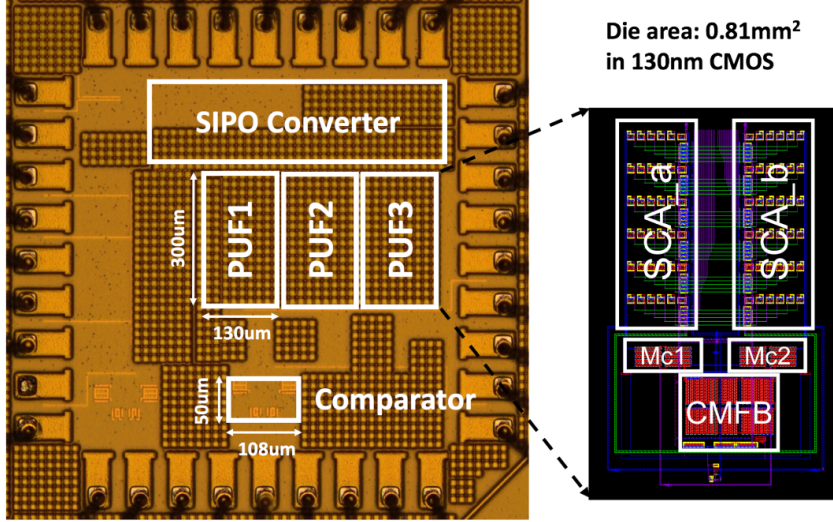 Die area: 0.81mm²
in 130nm CMOS
SIPO Converter
PUF1
PUF2
PUF3
300um
130um
50um
Comparator
108um
SCA_a
SCA_b
Mc1
Mc2
CMFB